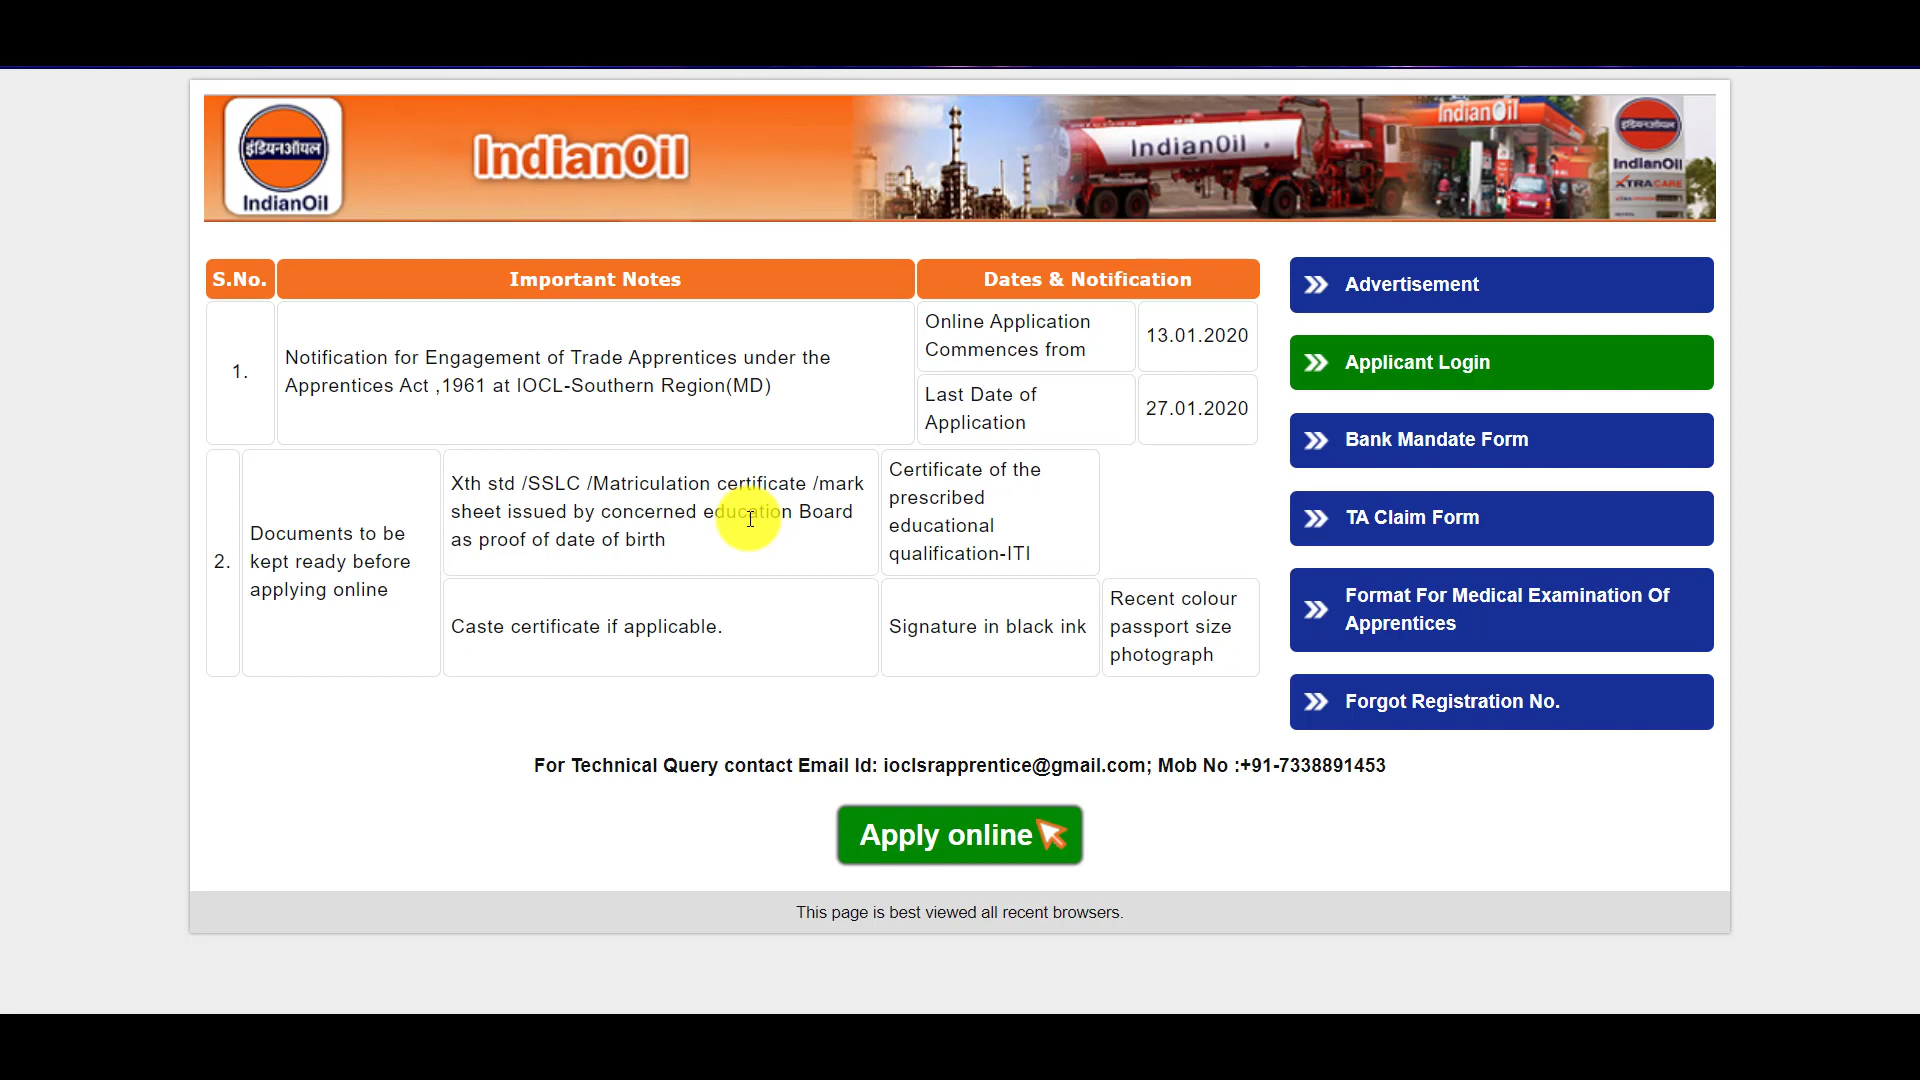 इंडियनऑयल
IndianOil
IndianOil
IndianOil
IndianOil
इंडियनऑयल
IndianOil
XTRACARE
S.No.
Important Notes
Dates & Notification
1.
Notification for Engagement of Trade Apprentices under the
Apprentices Act ,1961 at IOCL-Southern Region(MD)
Online Application
Commences from
13.01.2020
Last Date of
Application
27.01.2020
2.
Documents to be
kept ready before
applying online
Xth std /SSLC /Matriculation certificate /mark
sheet issued by concerned education Board
as proof of date of birth
Certificate of the
prescribed
educational
qualification-ITI
Caste certificate if applicable.
Signature in black ink
Recent colour
passport size
photograph
Advertisement
Applicant Login
Bank Mandate Form
TA Claim Form
Format For Medical Examination Of
Apprentices
Forgot Registration No.
For Technical Query contact Email Id: ioclsrapprentice@gmail.com; Mob No :+91-7338891453
Apply online
This page is best viewed all recent browsers.